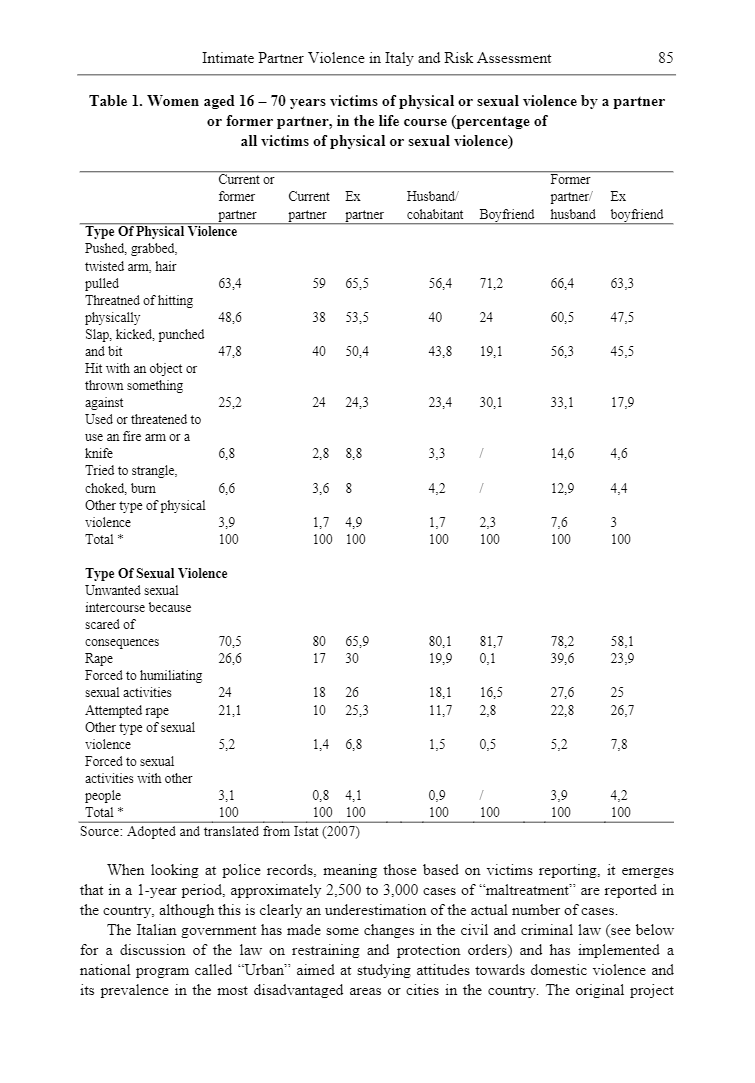 Intimate Partner Violence in Italy and Risk Assessment 85
Table 1. Women aged 16 – 70 years victims of physical or sexual violence by a partner
or former partner, in the life course (percentage of
all victims of physical or sexual violence)
Current or Former
former Current Ex Husband/ partner/ Ex
partner partner partner cohabitant Boyfriend husband boyfriend
Type Of Physical Violence
Pushed, grabbed,
twisted arm, hair
pulled 63,4 59 65,5 56,4 71,2 66,4 63,3
Threatned of hitting
physically 48,6 38 53,5 40 24 60,5 47,5
Slap, kicked, punched
and bit 47,8 40 50,4 43,8 19,1 56,3 45,5
Hit with an object or
thrown something
against 25,2 24 24,3 23,4 30,1 33,1 17,9
Used or threatened to
use an fire arm or a
knife 6,8 2,8 8,8 3,3 / 14,6 4,6
Tried to strangle,
choked, burn 6,6 3,6 8 4,2 / 12,9 4,4
Other type of physical
violence 3,9 1,7 4,9 1,7 2,3 7,6 3
Total * 100 100 100 100 100 100 100
Type Of Sexual Violence
Unwanted sexual
intercourse because
scared of
consequences 70,5 80 65,9 80,1 81,7 78,2 58,1
Rape 26,6 17 30 19,9 0,1 39,6 23,9
Forced to humiliating
sexual activities 24 18 26 18,1 16,5 27,6 25
Attempted rape 21,1 10 25,3 11,7 2,8 22,8 26,7
Other type of sexual
violence 5,2 1,4 6,8 1,5 0,5 5,2 7,8
Forced to sexual
activities with other
people 3,1 0,8 4,1 0,9 / 3,9 4,2
Total * 100 100 100 100 100 100 100
Source: Adopted and translated from Istat (2007)
When looking at police records, meaning those based on victims reporting, it emerges
that in a 1-year period, approximately 2,500 to 3,000 cases of “maltreatment” are reported in
the country, although this is clearly an underestimation of the actual number of cases.
The Italian government has made some changes in the civil and criminal law (see below
for a discussion of the law on restraining and protection orders) and has implemented a
national program called “Urban” aimed at studying attitudes towards domestic violence and
its prevalence in the most disadvantaged areas or cities in the country. The original project